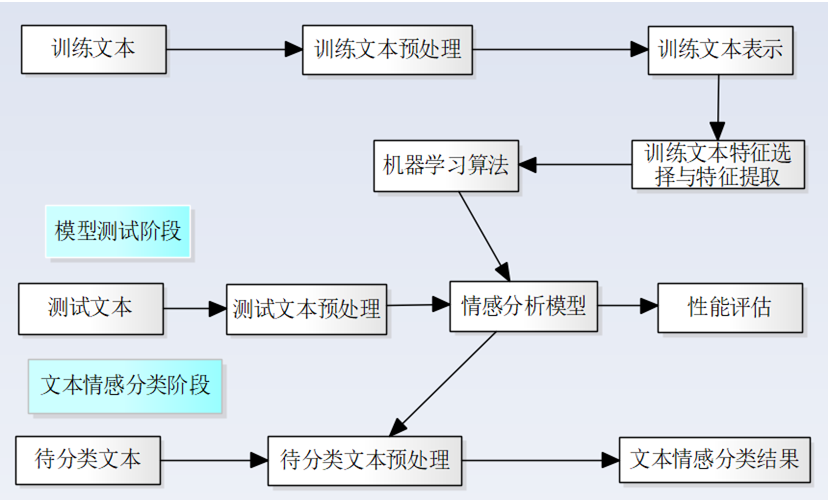 训练文本
训练文本预处理
训练文本表示
机器学习算法
训练文本特征选
择与特征提取
模型测试阶段
测试文本
测试文本预处理
情感分析模型
性能评估
文本情感分类阶段
待分类文本
待分类文本预处理
文本情感分类结果